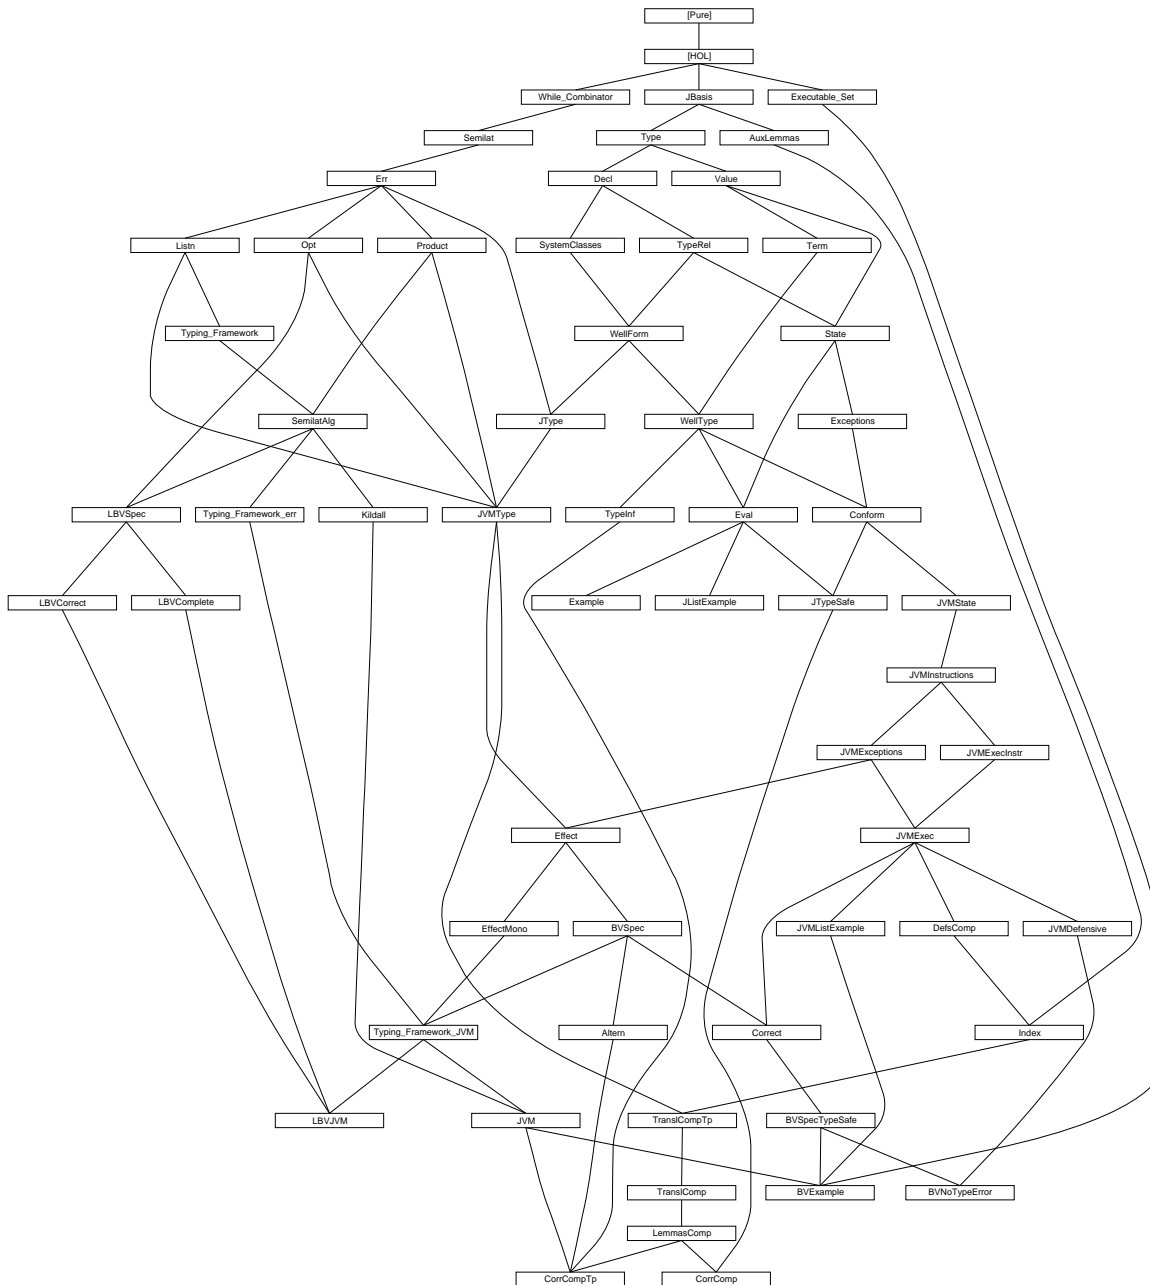 [Pure]
[HOL]
While_Combinator
JBasis
Executable_Set
Semilat
Type
AuxLemmas
Err
Decl
Value
Listn
Opt
Product
SystemClasses
TypeRel
Term
Typing_Framework
WellForm
State
SemilatAlg
JType
WellType
Exceptions
LBVSpec
Typing_Framework_err
Kildall
JVMType
TypeInf
Eval
Conform
LBVCorrect
LBVComplete
Example
JListExample
JTypeSafe
JVMState
JVMInstructions
JVMExceptions
JVMExecInstr
Effect
JVMExec
EffectMono
BVSpec
JVMListExample
DefsComp
JVMDefensive
Typing_Framework_JVM
Altern
Correct
Index
LBVJVM
JVM
TranslCompTp
BVSpecTypeSafe
TranslComp
BVExample
BVNoTypeError
LemmasComp
CorrCompTp
CorrComp